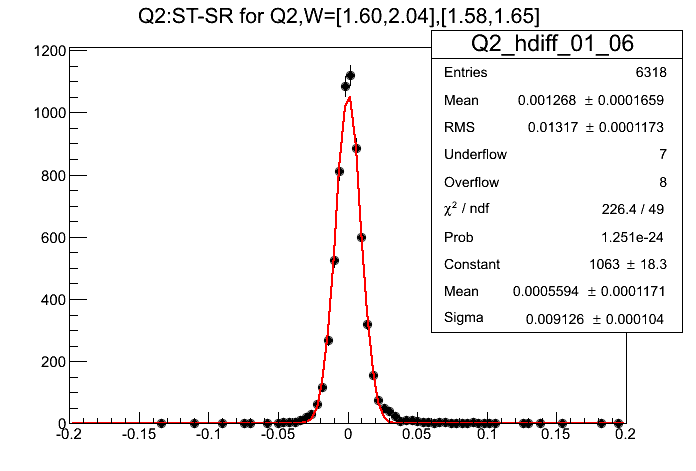 Q2:ST-SR for Q2,W=[1.60,2.04],[1.58,1.65]
Q2_hdiff_01_06
Entries 6318
Mean 0.001268 ± 0.0001659
RMS 0.01317 ± 0.0001173
Underflow 7
Overflow 8
χ² / ndf 226.4 / 49
Prob 1.251e-24
Constant 1063 ± 18.3
Mean 0.0005594 ± 0.0001171
Sigma 0.009126 ± 0.000104
1200
1000
800
600
400
200
0
-0.2 -0.15 -0.1 -0.05 0 0.05 0.1 0.15 0.2